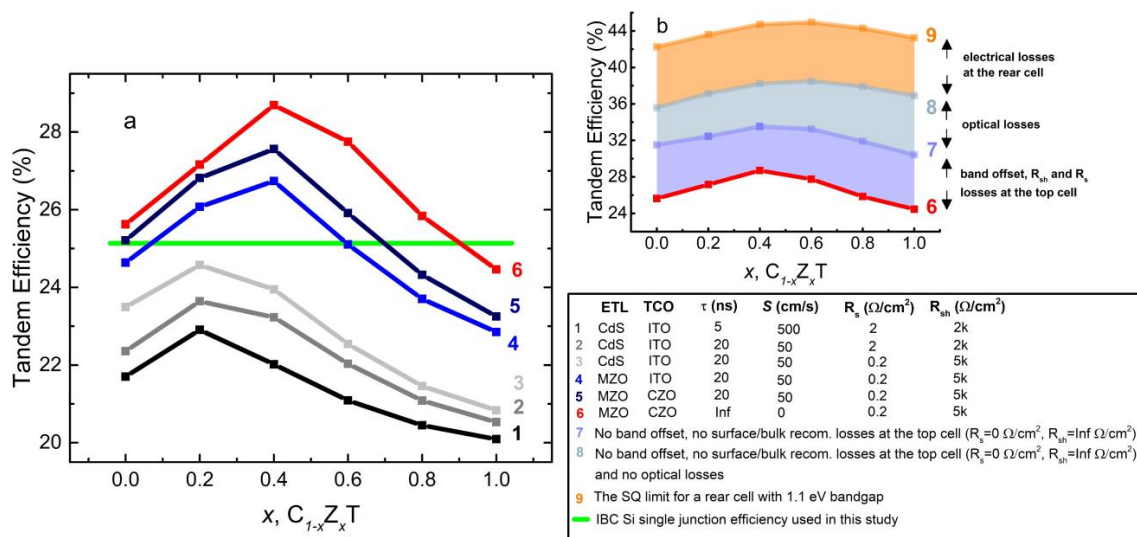 a
Tandem Efficiency (%)
28
26
24
22
20
0.0 0.2 0.4 0.6 0.8 1.0
x, C1-xZxT
6
5
4
3
2
1
b
Tandem Efficiency (%)
44
40
36
32
28
24
0.0 0.2 0.4 0.6 0.8 1.0
x, C1-xZxT
9
8
7
6
electrical losses
at the rear cell
optical losses
band offset, Rsh and Rs
losses at the top cell
ETL TCO τ (ns) S (cm/s) Rs (Ω/cm²) Rsh (Ω/cm²)
1 CdS ITO 5 500 2 2k
2 CdS ITO 20 50 2 2k
3 CdS ITO 20 50 0.2 5k
4 MZO ITO 20 50 0.2 5k
5 MZO CZO 20 50 0.2 5k
6 MZO CZO Inf 0 0.2 5k
7 No band offset, no surface/bulk recom. losses at the top cell (Rs=0 Ω/cm², Rsh=Inf Ω/cm²)
8 No band offset, no surface/bulk recom. losses at the top cell (Rs=0 Ω/cm², Rsh=Inf Ω/cm²)
and no optical losses
9 The SQ limit for a rear cell with 1.1 eV bandgap
IBC Si single junction efficiency used in this study